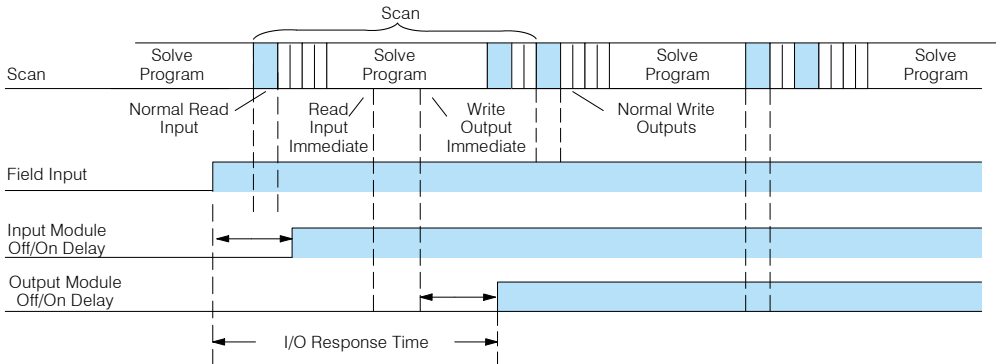 Scan
Scan
Solve
Program
Solve
Program
Solve
Program
Solve
Program
Normal Read
Input
Read
Input
Immediate
Write
Output
Immediate
Normal Write
Outputs
Field Input
Input Module
Off/On Delay
Output Module
Off/On Delay
I/O Response Time